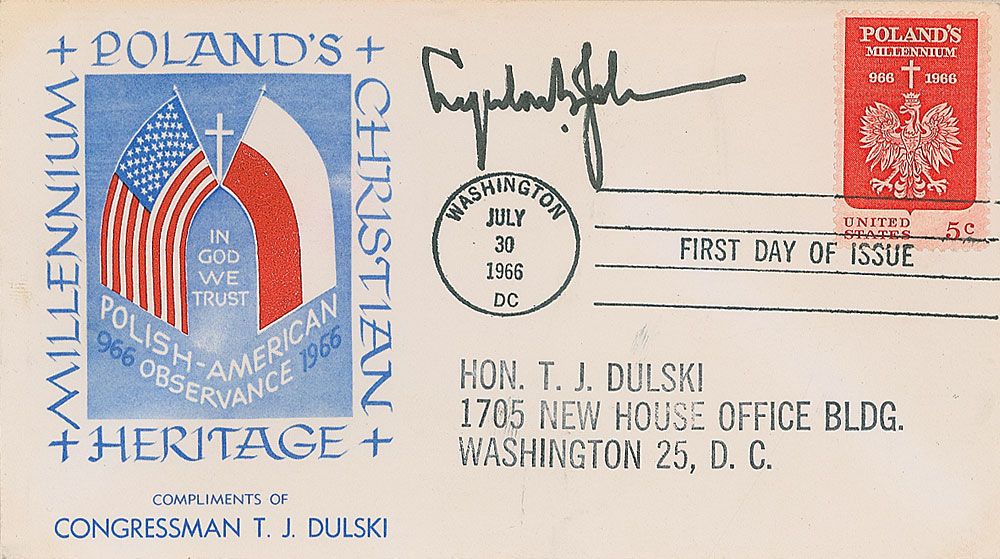 POLAND'S
MILLENNIUM
CHRISTIAN
HERITAGE
IN
GOD
WE
TRUST
POLISH-AMERICAN
966 OBSERVANCE 1966
COMPLIMENTS OF
CONGRESSMAN T. J. DULSKI
Lyndon B. Joh
WASHINGTON
JULY
30
1966
DC
POLAND'S
MILLENNIUM
966 1966
UNITED
STATES 5c
FIRST DAY OF ISSUE
HON. T. J. DULSKI
1705 NEW HOUSE OFFICE BLDG.
WASHINGTON 25, D. C.